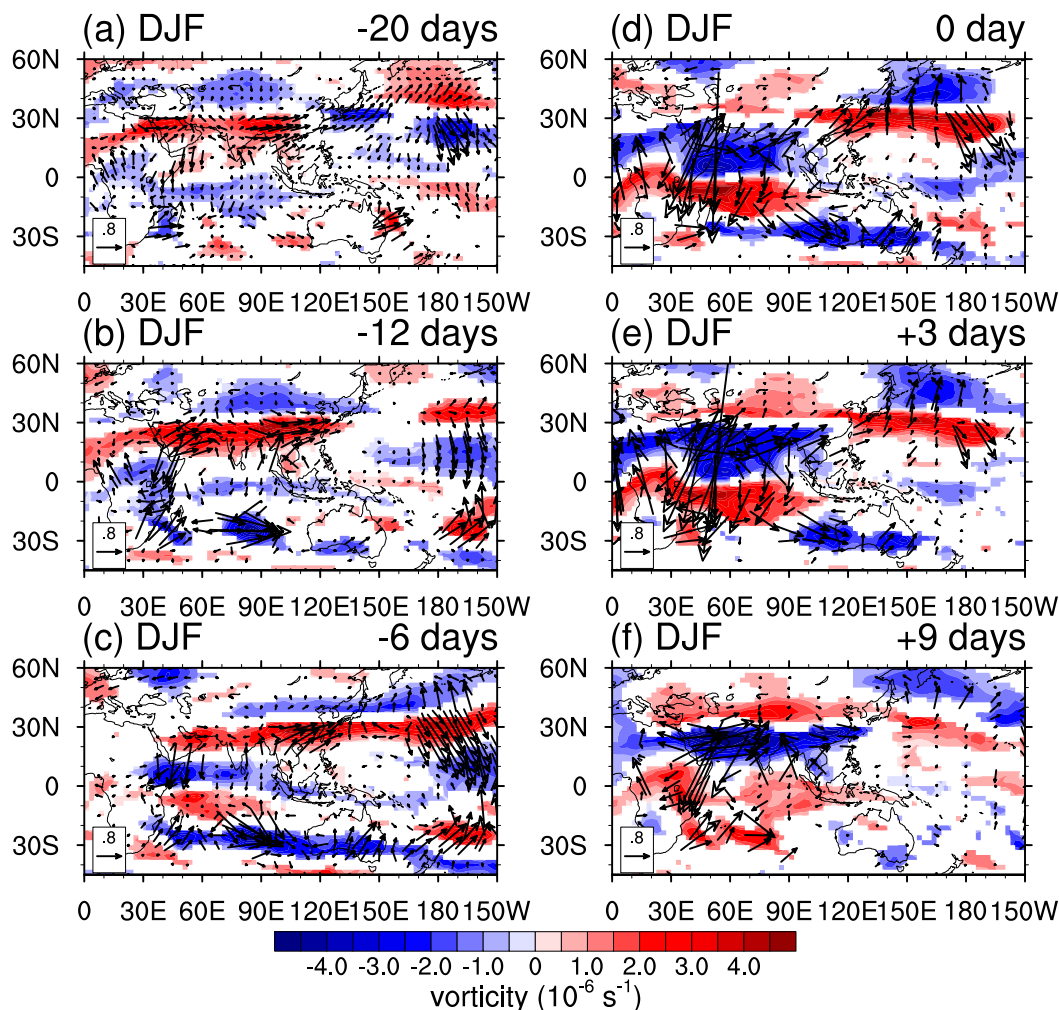 (a) DJF -20 days
60N
30N
0
30S
.8
0 30E 60E 90E 120E 150E 180 150W
(b) DJF -12 days
60N
30N
0
30S
.8
0 30E 60E 90E 120E 150E 180 150W
(c) DJF -6 days
60N
30N
0
30S
.8
0 30E 60E 90E 120E 150E 180 150W
(d) DJF 0 day
60N
30N
0
30S
.8
0 30E 60E 90E 120E 150E 180 150W
(e) DJF +3 days
60N
30N
0
30S
.8
0 30E 60E 90E 120E 150E 180 150W
(f) DJF +9 days
60N
30N
0
30S
.8
0 30E 60E 90E 120E 150E 180 150W
-4.0 -3.0 -2.0 -1.0 0 1.0 2.0 3.0 4.0
vorticity (10⁻⁶ s⁻¹)